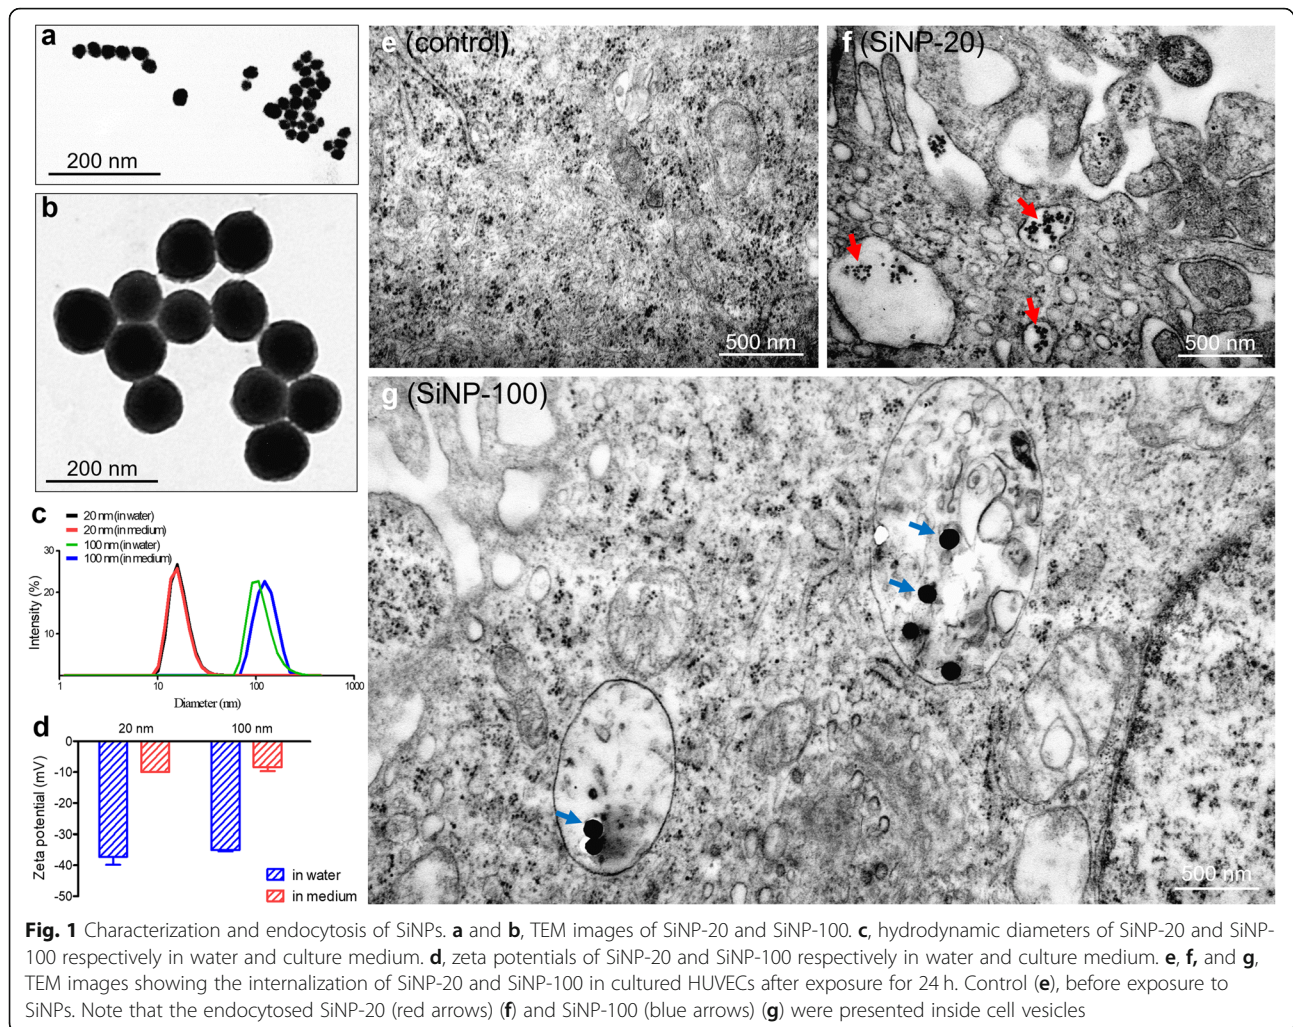 a
200 nm
b
200 nm
c
20 nm (in water)
20 nm (in medium)
100 nm (in water)
100 nm (in medium)
30
20
10
Intensity (%)
1
10
100
1000
Diameter (nm)
d
20 nm
100 nm
0
-10
-20
-30
-40
-50
Zeta potential (mV)
in water
in medium
e (control)
500 nm
f (SiNP-20)
500 nm
g (SiNP-100)
500 nm
Fig. 1 Characterization and endocytosis of SiNPs. a and b, TEM images of SiNP-20 and SiNP-100. c, hydrodynamic diameters of SiNP-20 and SiNP-
100 respectively in water and culture medium. d, zeta potentials of SiNP-20 and SiNP-100 respectively in water and culture medium. e, f, and g,
TEM images showing the internalization of SiNP-20 and SiNP-100 in cultured HUVECs after exposure for 24 h. Control (e), before exposure to
SiNPs. Note that the endocytosed SiNP-20 (red arrows) (f) and SiNP-100 (blue arrows) (g) were presented inside cell vesicles